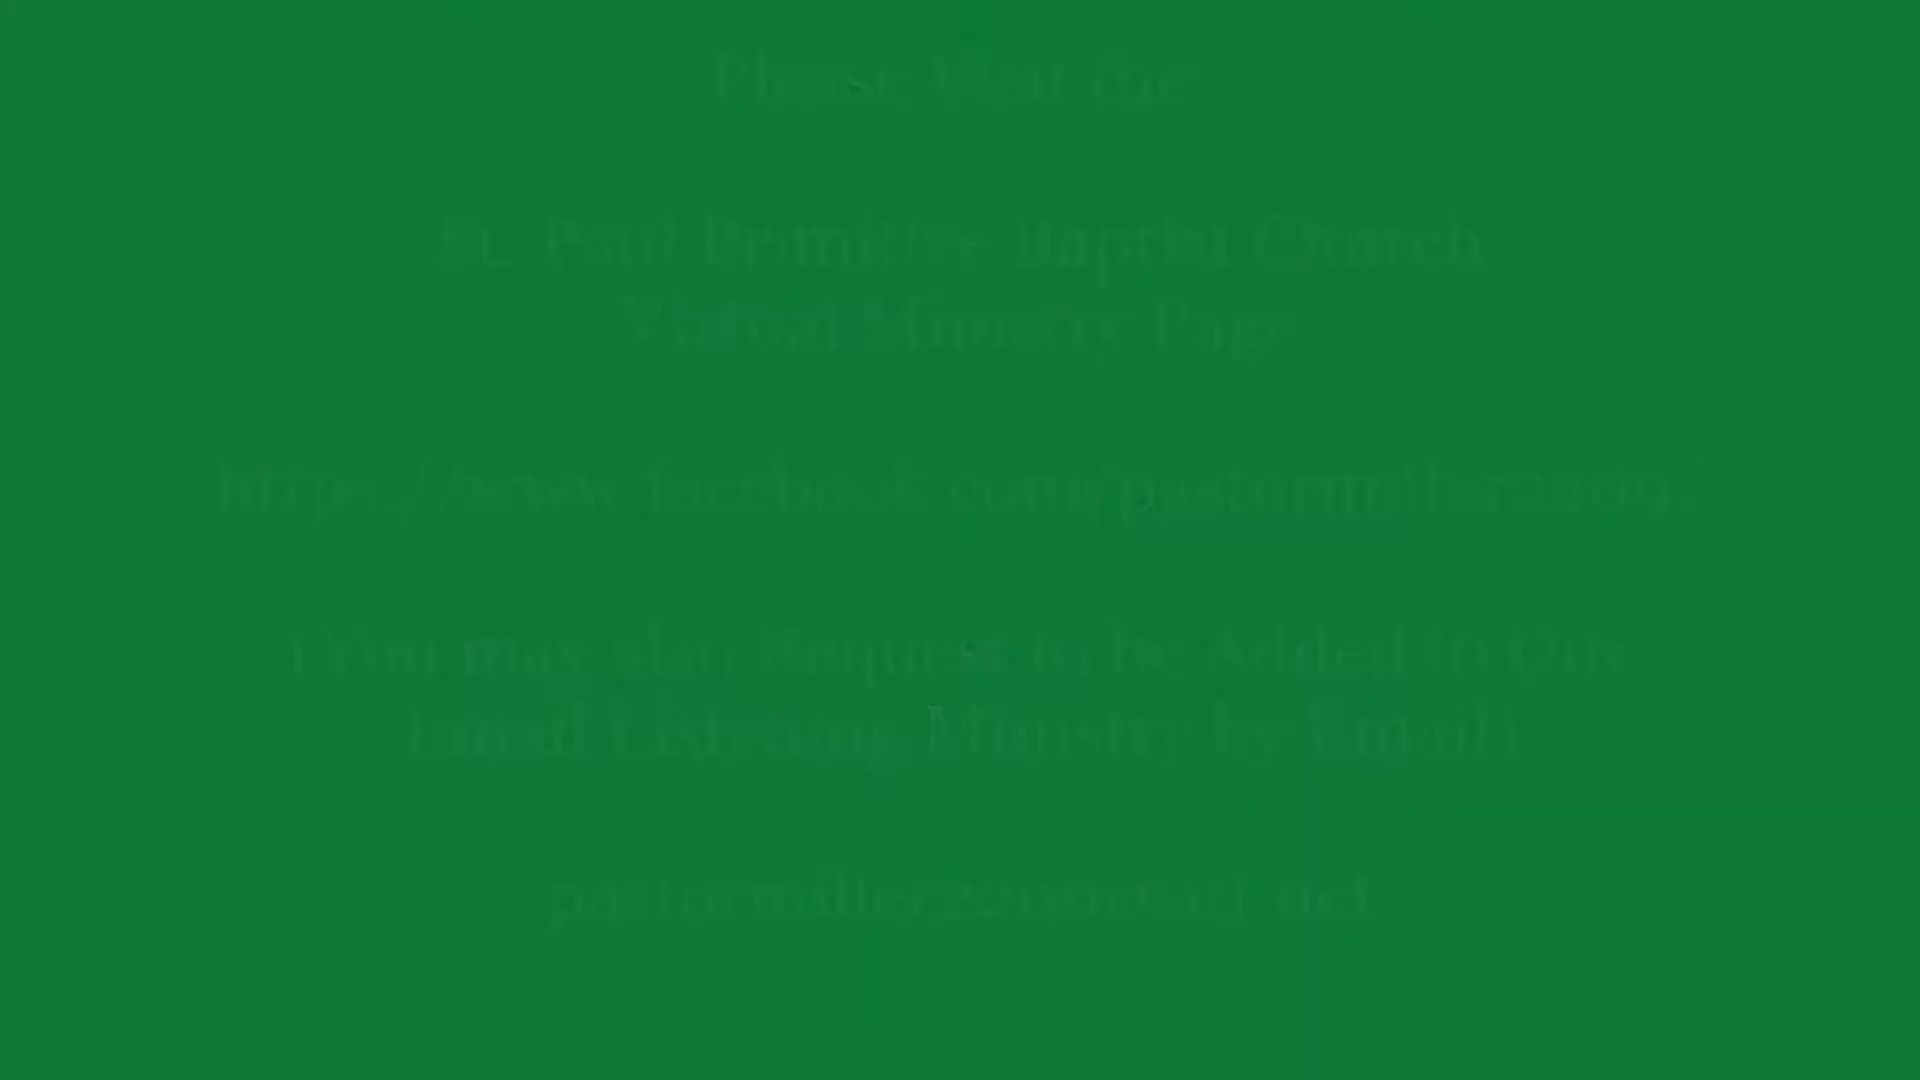 Please Visit the:
St. Paul Primitive Baptist Church
Virtual Ministry Page
(You may also Request to be Added to Our
Email Listening Ministry by Email)